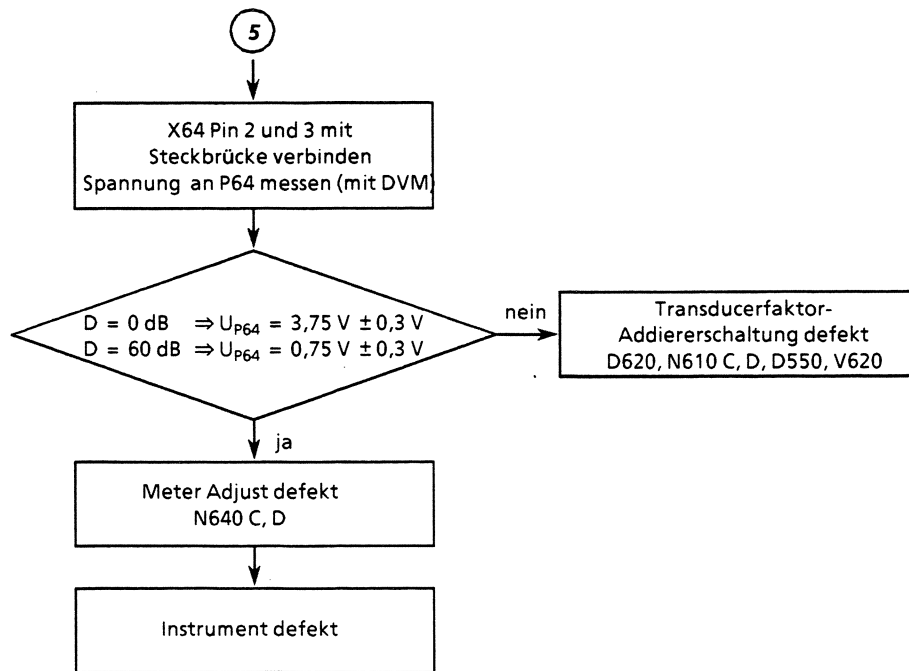 5
X64 Pin 2 und 3 mit
Steckbrücke verbinden
Spannung an P64 messen (mit DVM)
D = 0 dB ⇒ UP64 = 3,75 V ± 0,3 V
D = 60 dB ⇒ UP64 = 0,75 V ± 0,3 V
nein
Transducerfaktor-
Addiererschaltung defekt
D620, N610 C, D, D550, V620
ja
Meter Adjust defekt
N640 C, D
Instrument defekt